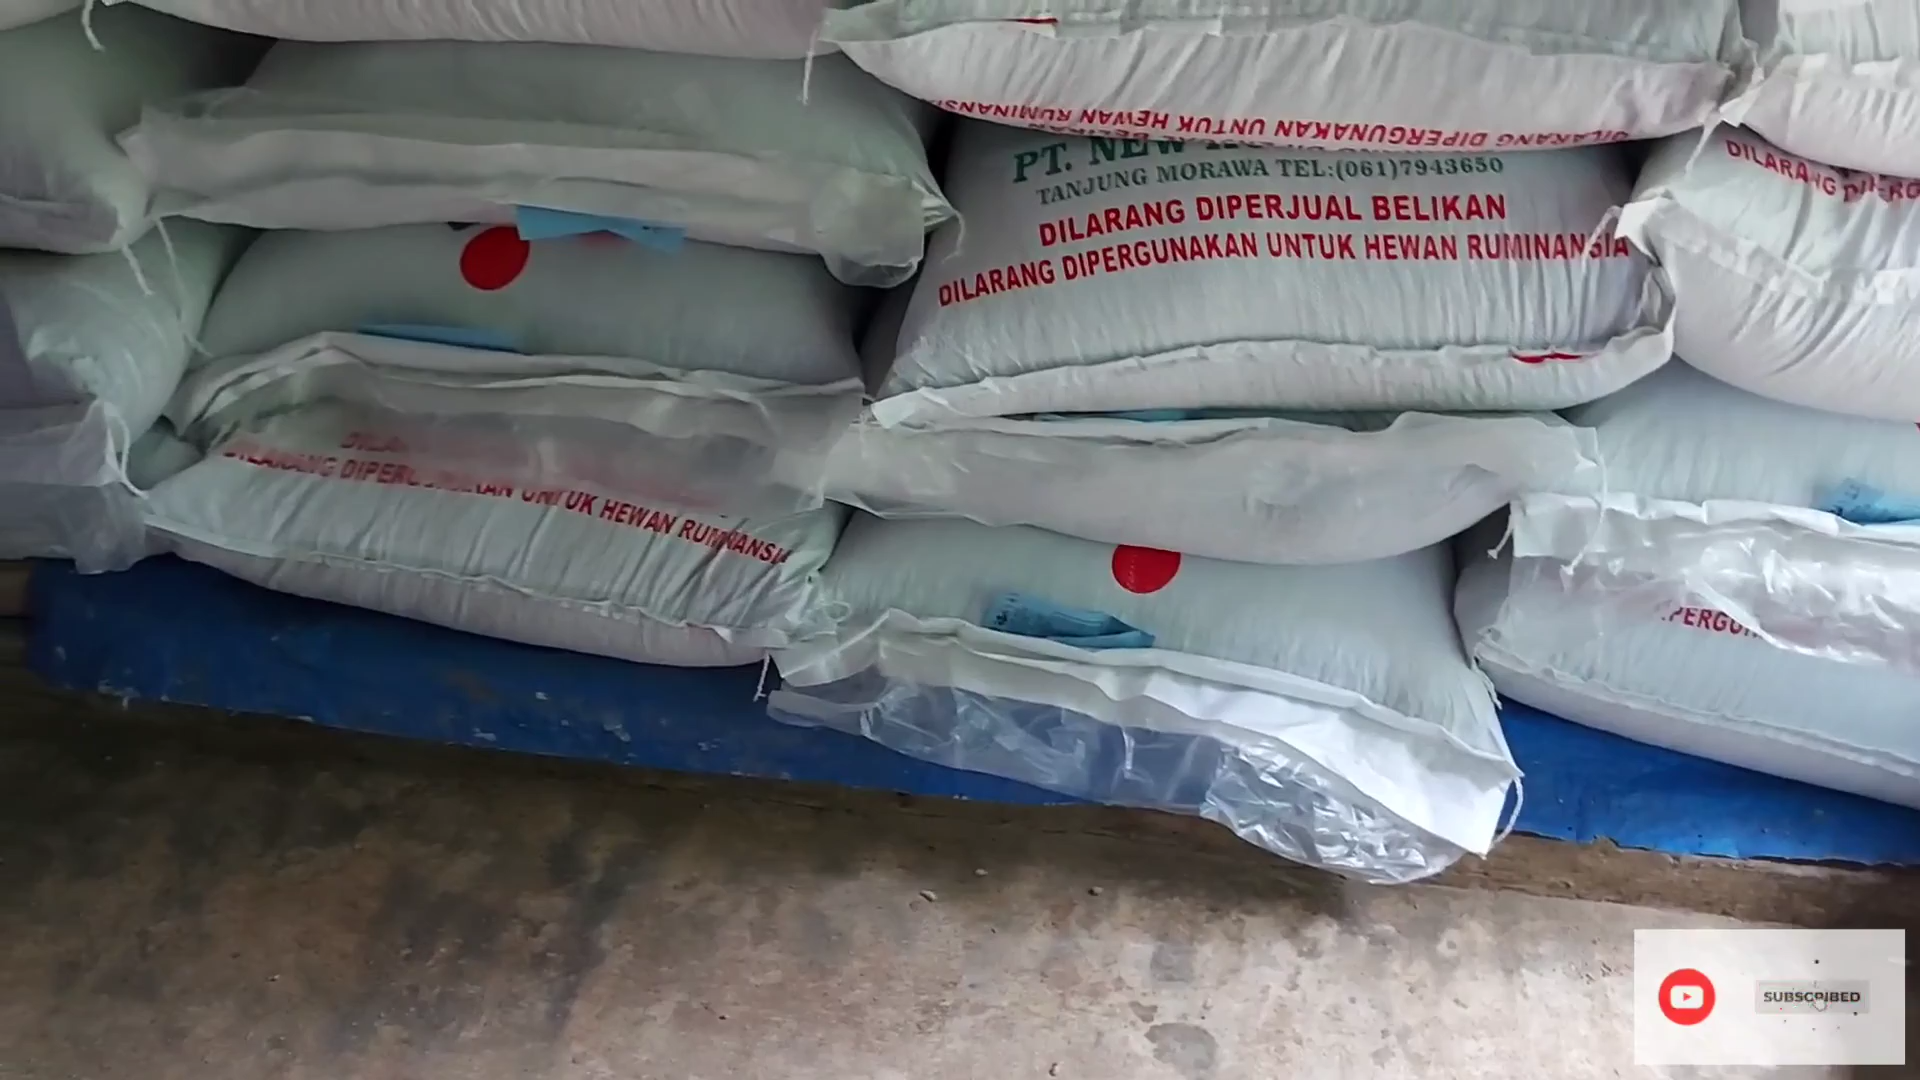 DILARANG DIPERGUNAKAN UNTUK HEWAN RUMINANSIA
PT. NEW
TANJUNG MORAWA TEL:(061)7943650
DILARANG DIPERJUAL BELIKAN
DILARANG DIPERGUNAKAN UNTUK HEWAN RUMINANSIA
DILARANG
DILARANG DIPERGUNAKAN UNTUK HEWAN RUMINANSIA
SUBSCRIBED